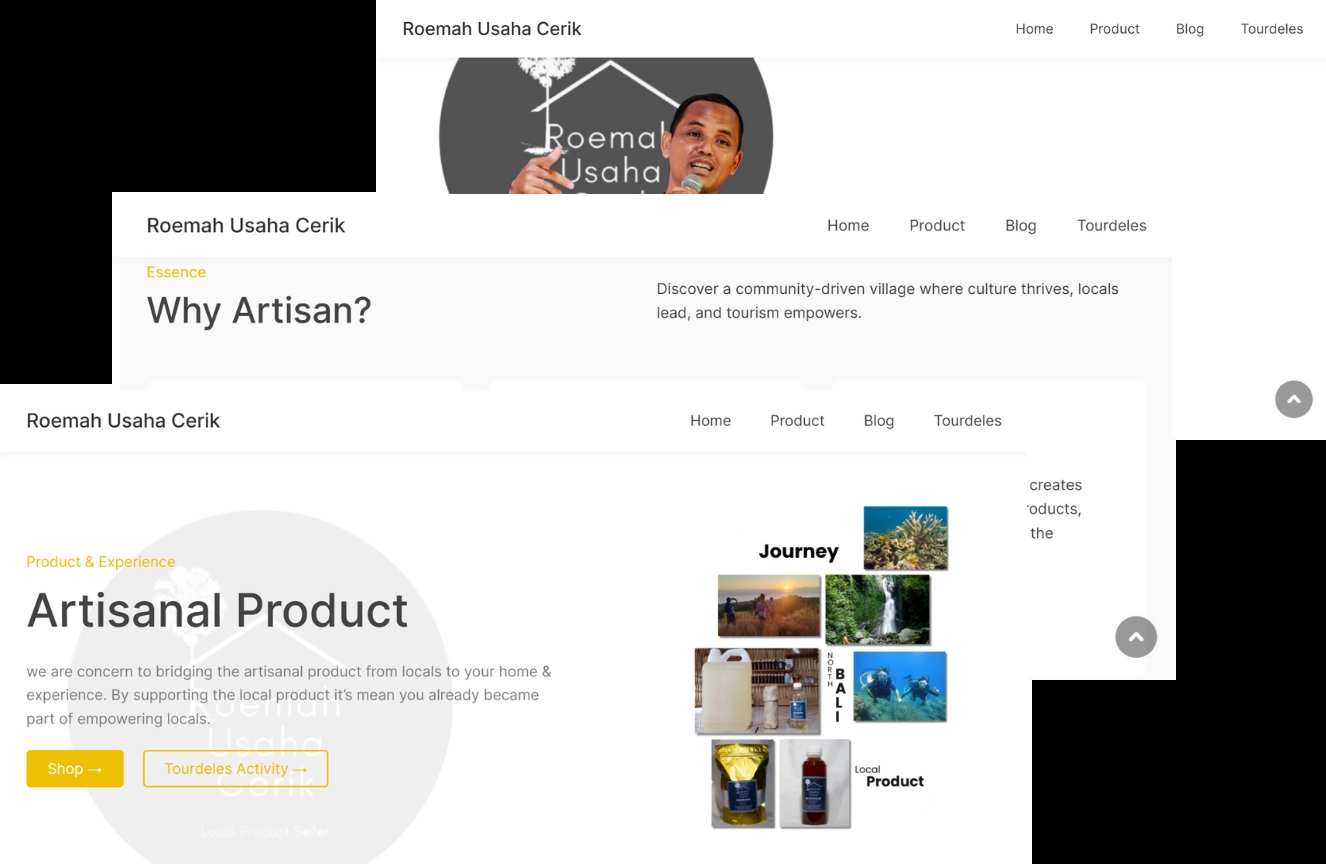 Roemah Usaha Cerik
Home Product Blog Tourdeles
Roemah
Usaha
Roemah Usaha Cerik
Home Product Blog Tourdeles
Essence
Why Artisan?
Discover a community-driven village where culture thrives, locals
lead, and tourism empowers.
creates
roducts,
the
Roemah Usaha Cerik
Home Product Blog Tourdeles
Product & Experience
Artisanal Product
we are concern to bridging the artisanal product from locals to your home &
experience. By supporting the local product it's mean you already became
part of empowering locals.
Shop →
Tourdeles Activity →
Roemah
Usaha
Cerik
Local Product Seller
Journey
NORTH
BALI
Local
Product